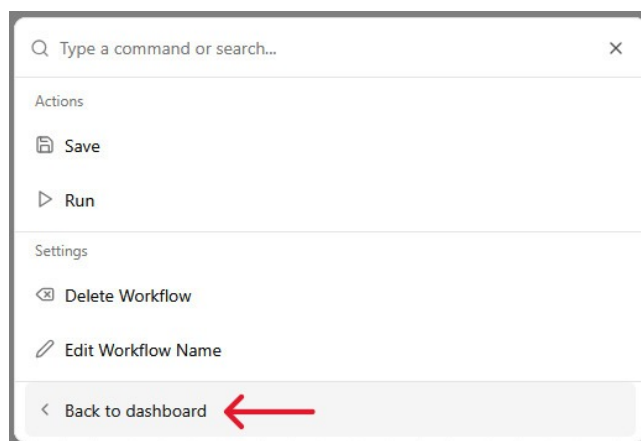 Type a command or search...
Actions
Save
Run
Settings
Delete Workflow
Edit Workflow Name
Back to dashboard